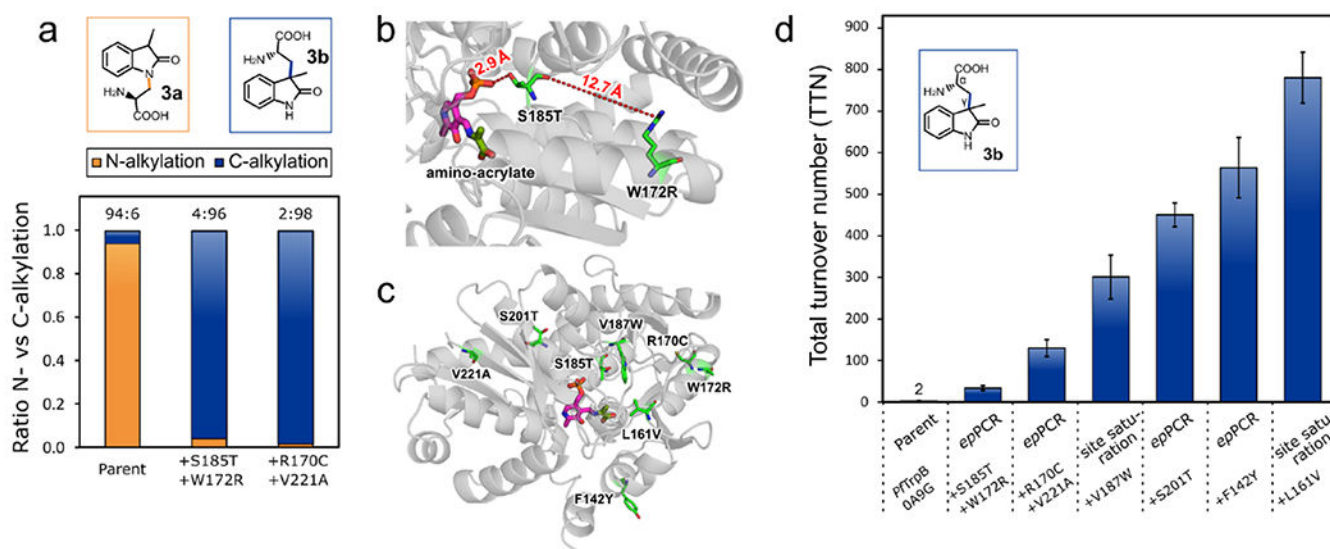 a
COOH
H₂N
3b
O
N
H
O
N
H₂N
3a
COOH
N-alkylation
C-alkylation
94:6
4:96
2:98
Ratio N- vs C-alkylation
1.0
0.8
0.6
0.4
0.2
0.0
Parent
+S185T
+W172R
+R170C
+V221A
b
2.9 Å
12.7 Å
S185T
amino-acrylate
W172R
c
S201T
V187W
R170C
V221A
S185T
W172R
L161V
F142Y
d
Total turnover number (TTN)
900
800
700
600
500
400
300
200
100
0
COOH
α
H₂N
γ
O
N
H
3b
2
Parent
epPCR
epPCR
site satu-
ration
epPCR
epPCR
site satu-
ration
PfTrpB
0A9G
+S185T
+W172R
+R170C
+V221A
+V187W
+S201T
+F142Y
+L161V